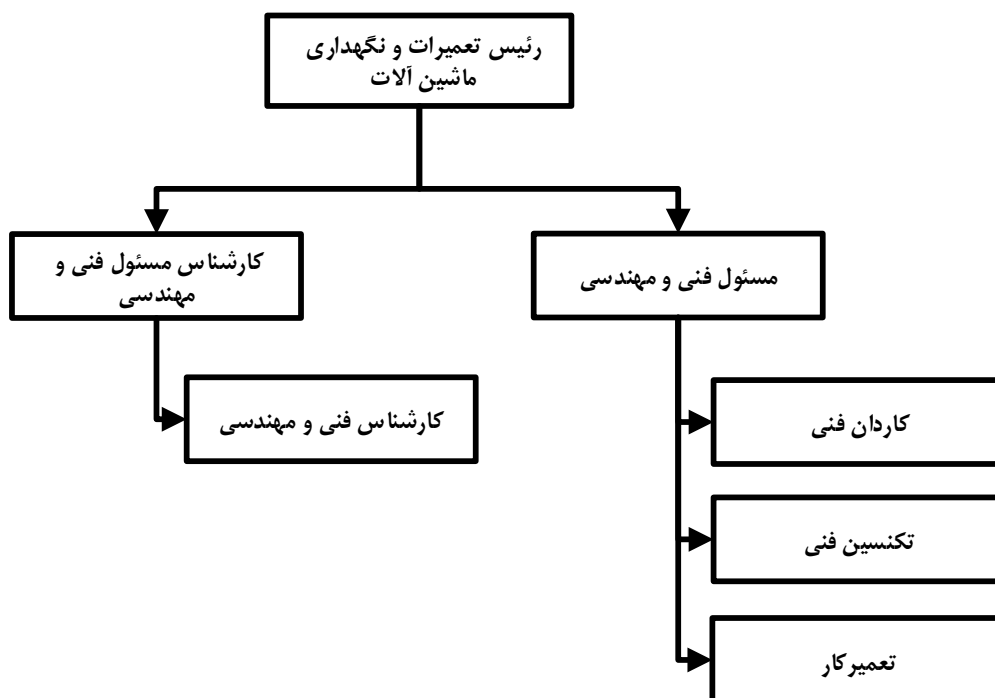 رئیس تعمیرات و نگهداری
ماشین آلات
مسئول فنی و مهندسی
کارشناس مسئول فنی و
مهندسی
کاردان فنی
کارشناس فنی و مهندسی
تکنسین فنی
تعمیرکار